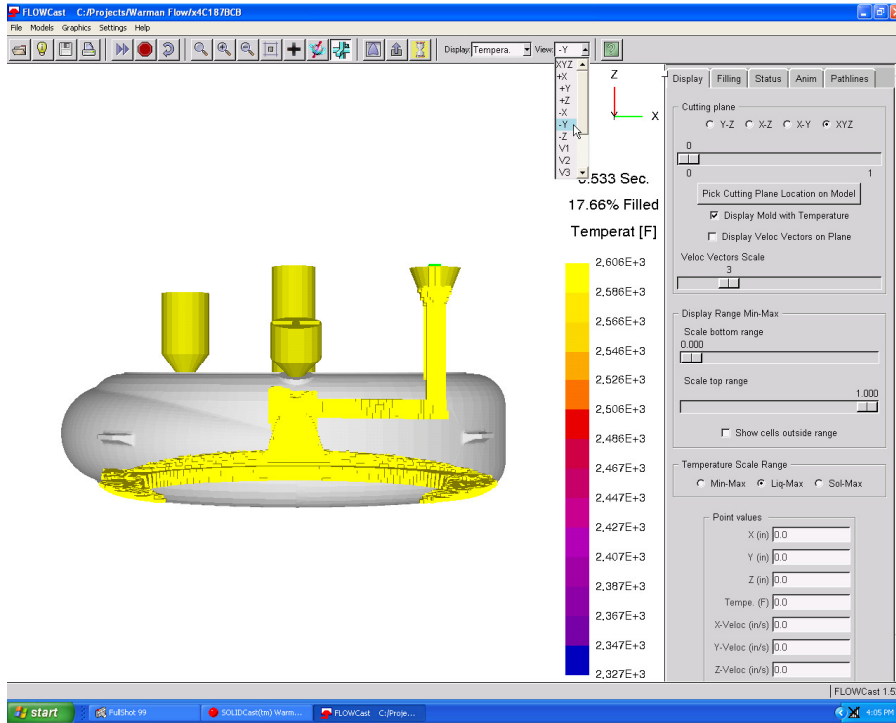 FLOWCast C:/Projects/Warman Flow/x4C187BCB
File Models Graphics Settings Help
Display: Tempera. View: -Y
XYZ
+X
+Y
+Z
-X
-Y
-Z
V1
V2
V3
Z
X
Y
0.533 Sec.
17.66% Filled
Temperat [F]
2,606E+3
2,586E+3
2,566E+3
2,546E+3
2,526E+3
2,506E+3
2,486E+3
2,467E+3
2,447E+3
2,427E+3
2,407E+3
2,387E+3
2,367E+3
2,347E+3
2,327E+3
Display Filling Status Anim Pathlines
Cutting plane
Y-Z X-Z X-Y XYZ
0
0 1
Pick Cutting Plane Location on Model
Display Mold with Temperature
Display Veloc Vectors on Plane
Veloc Vectors Scale
3
Display Range Min-Max
Scale bottom range
0.000
Scale top range
1.000
Show cells outside range
Temperature Scale Range
Min-Max Liq-Max Sol-Max
Point values
X (in) 0.0
Y (in) 0.0
Z (in) 0.0
Tempe. (F) 0.0
X-Veloc (in/s) 0.0
Y-Veloc (in/s) 0.0
Z-Veloc (in/s) 0.0
FLOWCast 1.5
start FullShot 99 SOLIDCast(tm) Warm... FLOWCast C:/Proje... 4:05 PM